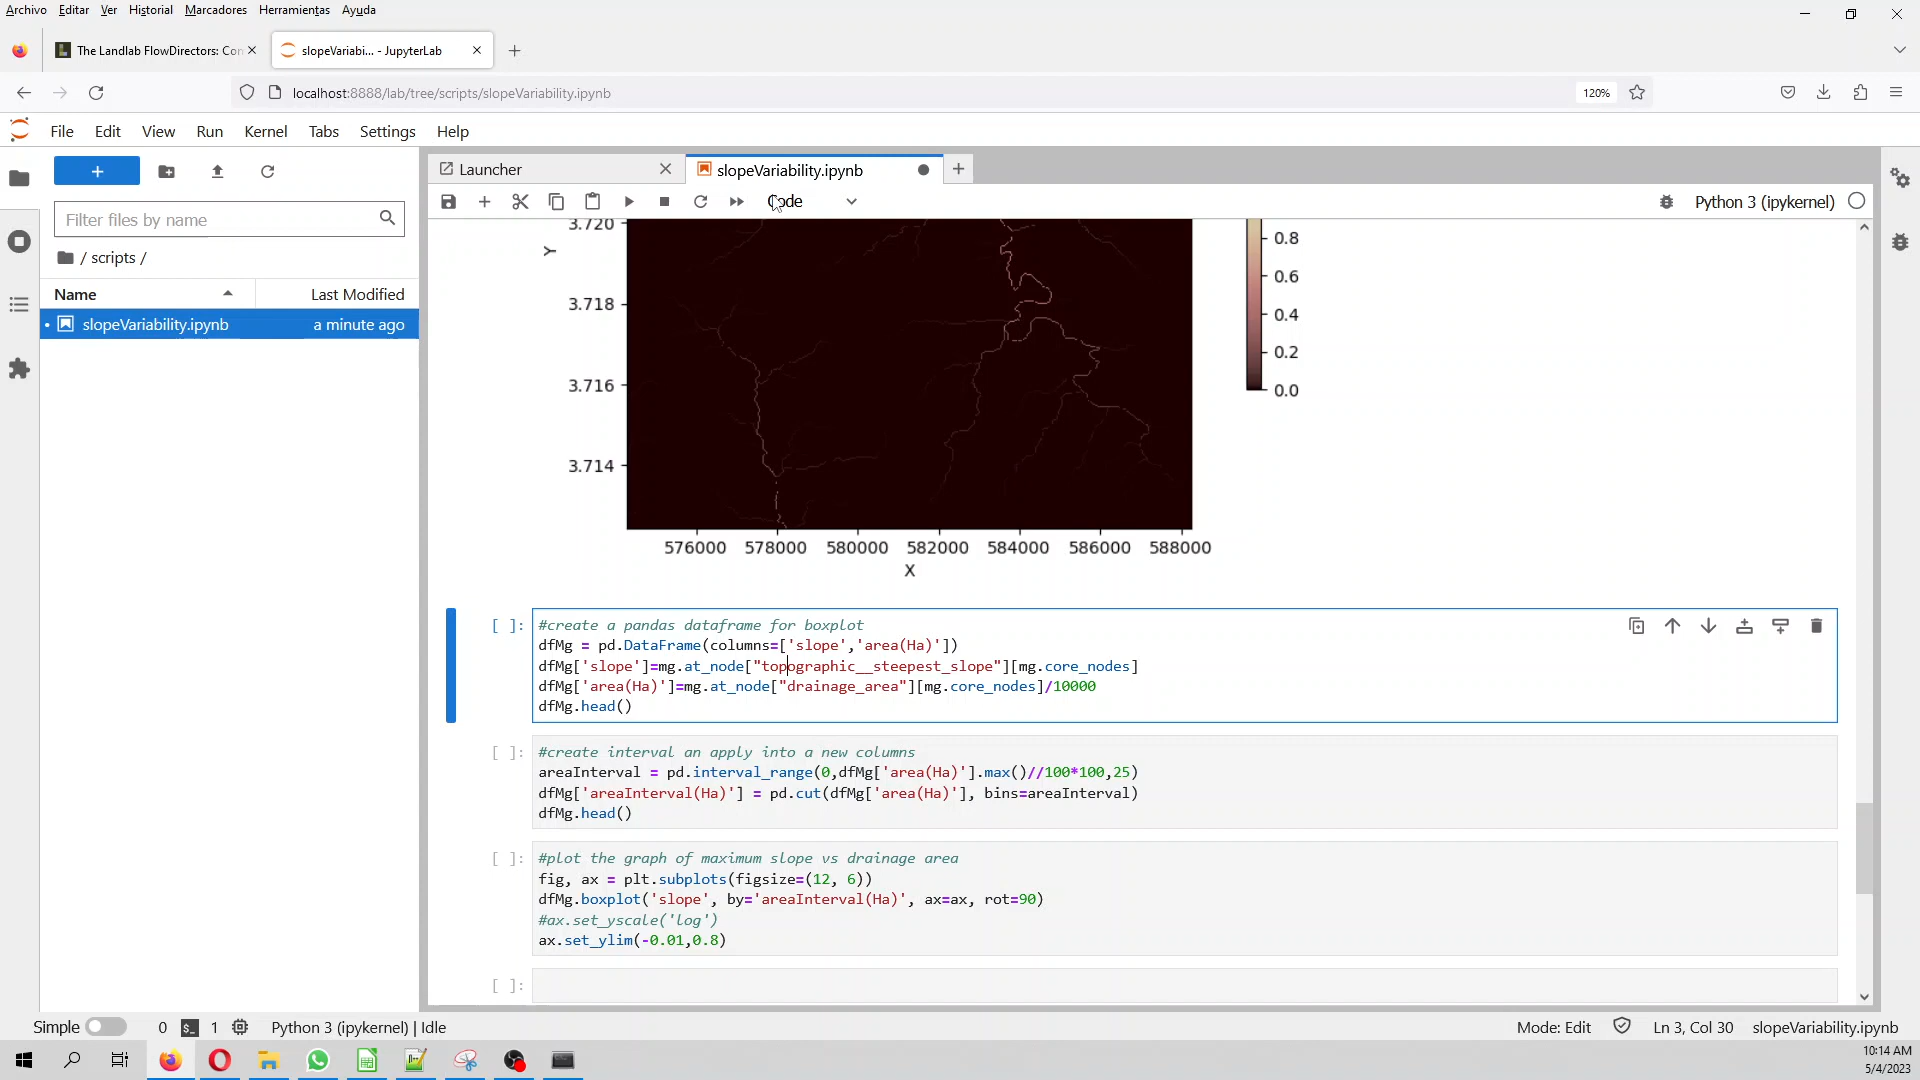 Archivo Editar Ver Historial Marcadores Herramientas Ayuda
The Landlab FlowDirectors: Con
slopeVariabi... - JupyterLab
localhost:8888/lab/tree/scripts/slopeVariability.ipynb
120%
File Edit View Run Kernel Tabs Settings Help
Launcher
slopeVariability.ipynb
Filter files by name
Code
Python 3 (ipykernel)
/ scripts /
Name
Last Modified
slopeVariability.ipynb
a minute ago
3.720
Y
3.718
3.716
3.714
0.8
0.6
0.4
0.2
0.0
576000 578000 580000 582000 584000 586000 588000
X
[ ]:
#create a pandas dataframe for boxplot
dfMg = pd.DataFrame(columns=['slope','area(Ha)'])
dfMg['slope']=mg.at_node["topographic__steepest_slope"][mg.core_nodes]
dfMg['area(Ha)']=mg.at_node["drainage_area"][mg.core_nodes]/10000
dfMg.head()
[ ]:
#create interval an apply into a new columns
areaInterval = pd.interval_range(0,dfMg['area(Ha)'].max()//100*100,25)
dfMg['areaInterval(Ha)'] = pd.cut(dfMg['area(Ha)'], bins=areaInterval)
dfMg.head()
[ ]:
#plot the graph of maximum slope vs drainage area
fig, ax = plt.subplots(figsize=(12, 6))
dfMg.boxplot('slope', by='areaInterval(Ha)', ax=ax, rot=90)
#ax.set_yscale('log')
ax.set_ylim(-0.01,0.8)
[ ]:
Simple
0
$_
1
Python 3 (ipykernel) | Idle
Mode: Edit
Ln 3, Col 30
slopeVariability.ipynb
10:14 AM
5/4/2023